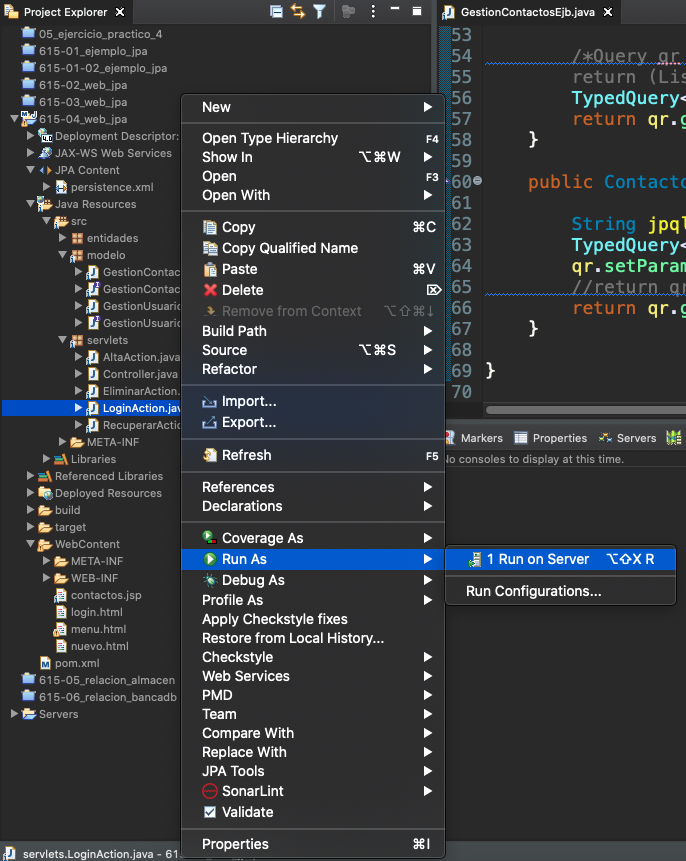 Project Explorer
05_ejercicio_practico_4
615-01_ejemplo_jpa
615-01-02_ejemplo_jpa
615-02_web_jpa
615-03_web_jpa
615-04_web_jpa
Deployment Descriptor:
JAX-WS Web Services
JPA Content
persistence.xml
Java Resources
src
entidades
modelo
GestionContac
GestionContac
GestionUsuario
GestionUsuario
servlets
AltaAction.java
Controller.java
EliminarAction.
LoginAction.jav
RecuperarActio
META-INF
Libraries
Referenced Libraries
Deployed Resources
build
target
WebContent
META-INF
WEB-INF
contactos.jsp
login.html
menu.html
nuevo.html
pom.xml
615-05_relacion_almacen
615-06_relacion_bancadb
Servers
servlets.LoginAction.java - 615
New
Open Type Hierarchy F4
Show In ⌥⌘W
Open F3
Open With
Copy ⌘C
Copy Qualified Name
Paste ⌘V
Delete ⌦
Remove from Context ⌥⇧⌘↓
Build Path
Source ⌥⌘S
Refactor
Import...
Export...
Refresh F5
References
Declarations
Coverage As
Run As
Debug As
Profile As
Apply Checkstyle fixes
Restore from Local History...
Checkstyle
Web Services
PMD
Team
Compare With
Replace With
JPA Tools
SonarLint
Validate
Properties ⌘I
1 Run on Server ⌥⇧X R
Run Configurations...
GestionContactosEjb.java
53
54 /*Query qr
55 return (Lis
56 TypedQuery<
57 return qr.g
58 }
59
60 public Contacto
61
62 String jpql
63 TypedQuery<
64 qr.setParam
65 //return qr
66 return qr.g
67 }
68
69 }
70
Markers Properties Servers
No consoles to display at this time.